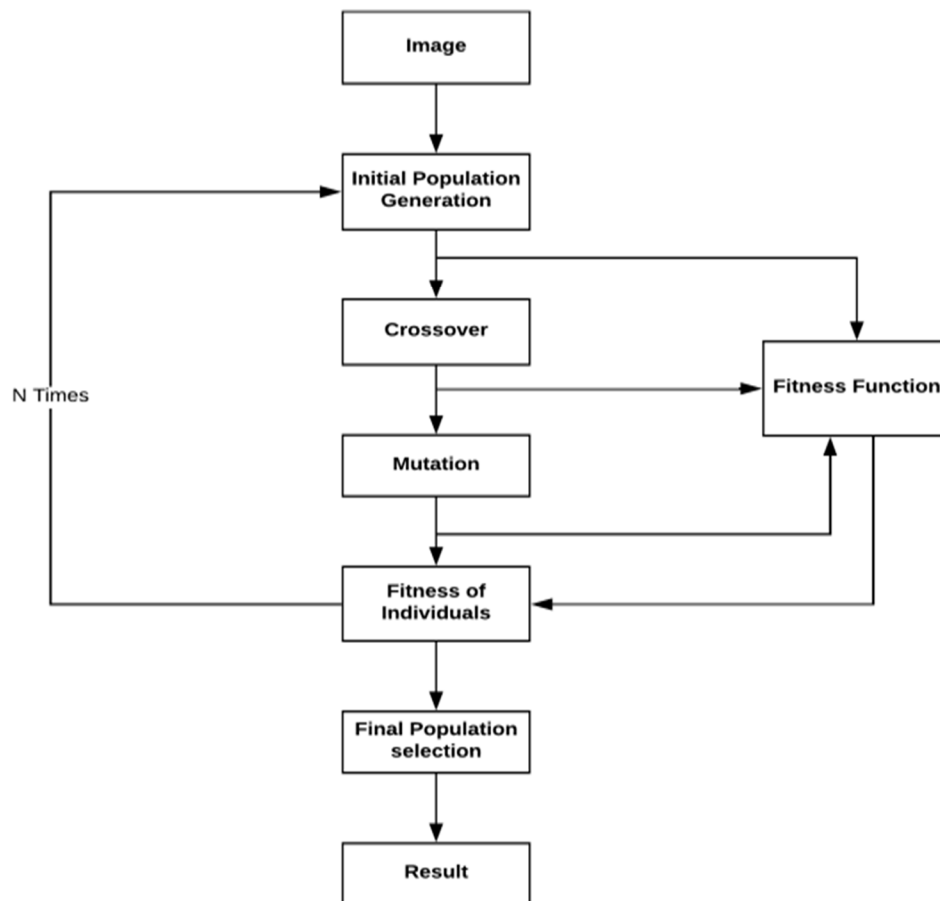 Image
Initial Population
Generation
Crossover
Fitness Function
N Times
Mutation
Fitness of
Individuals
Final Population
selection
Result